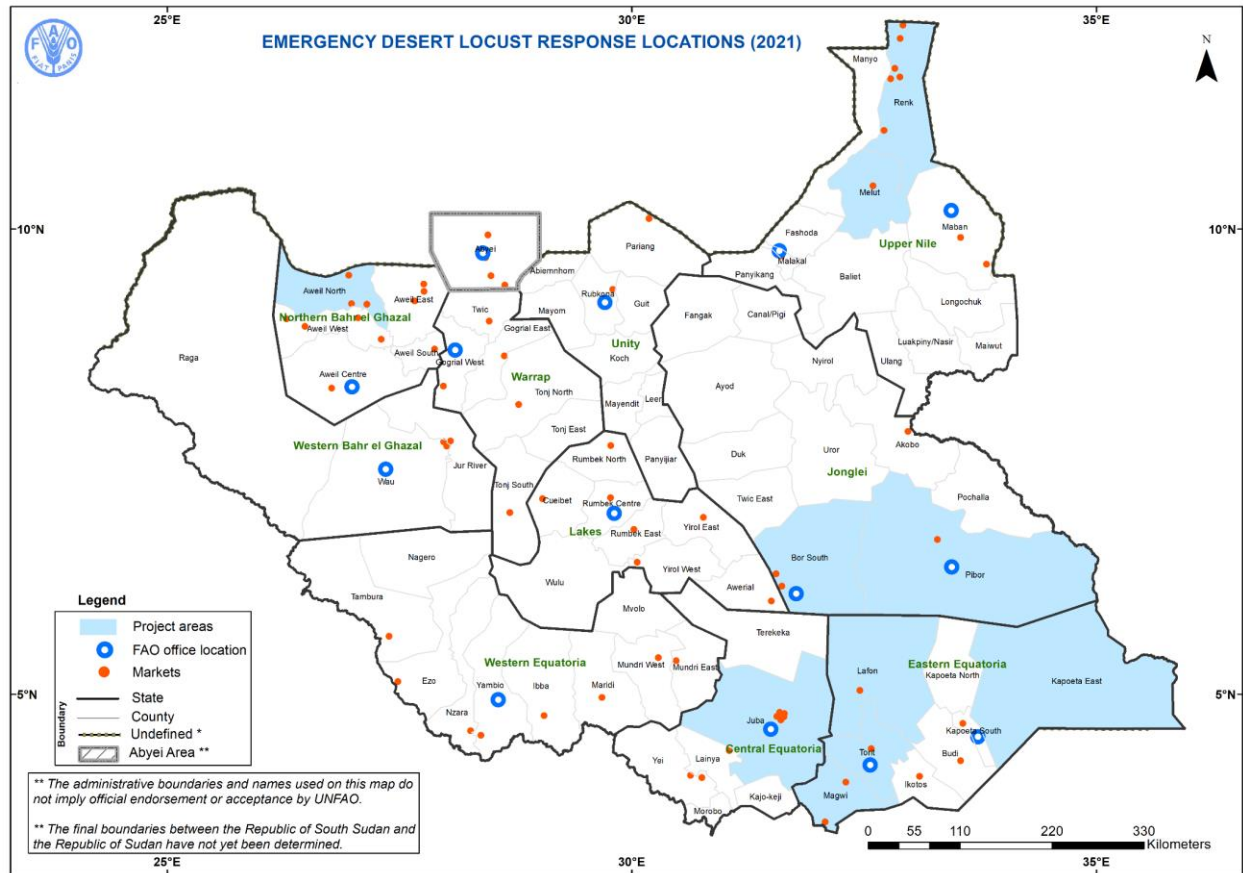 25°E
30°E
35°E
F A O
FIAT PANIS
EMERGENCY DESERT LOCUST RESPONSE LOCATIONS (2021)
N
Manyo
Renk
Melut
10°N
10°N
Maban
Fashoda
Upper Nile
Abyei
Pariang
Malakal
Panyikang
Baliet
Abiemnhom
Aweil North
Aweil East
Rubkona
Guit
Longochuk
Twic
Mayom
Fangak
Canal/Pigi
Northern Bahr el Ghazal
Aweil West
Gogrial East
Unity
Luakpiny/Nasir
Maiwut
Raga
Aweil South
Gogrial West
Koch
Nyirol
Ulang
Aweil Centre
Warrap
Ayod
Tonj North
Mayendit
Leer
Tonj East
Akobo
Western Bahr el Ghazal
Rumbek North
Panyijiar
Duk
Uror
Jur River
Jonglei
Wau
Tonj South
Cueibet
Rumbek Centre
Twic East
Pochalla
Lakes
Rumbek East
Yirol East
Nagero
Bor South
Pibor
Wulu
Yirol West
Awerial
Tambura
Mvolo
Terekeka
Western Equatoria
Mundri West
Mundri East
Lafon
Eastern Equatoria
Kapoeta North
Kapoeta East
Ezo
Yambio
Ibba
Maridi
5°N
5°N
Nzara
Juba
Kapoeta South
Central Equatoria
Torit
Budi
Yei
Lainya
Magwi
Ikotos
Kajo-keji
Morobo
Legend
Project areas
FAO office location
Markets
Boundary
State
County
Undefined *
Abyei Area **
** The administrative boundaries and names used on this map do
not imply official endorsement or acceptance by UNFAO.
** The final boundaries between the Republic of South Sudan and
the Republic of Sudan have not yet been determined.
0 55 110 220 330
Kilometers
25°E
30°E
35°E